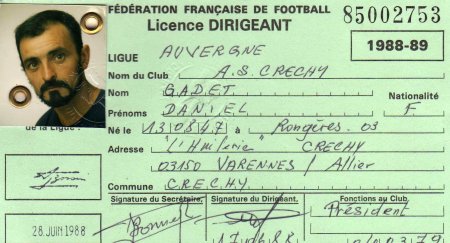 FÉDÉRATION FRANÇAISE DE FOOTBALL
85002753
Licence DIRIGEANT
1988-89
LIGUE AUVERGNE
Nom du Club A.S. CRECHY
Nom GADET
Nationalité
Prénoms DANIEL F
de la Ligue :
Né le 13 08 47 à Rongères. 03
Adresse "L'Huilerie" CRECHY
03150 VARENNES / Allier
Commune CRECHY
Signature du Secrétaire, Signature du Dirigeant, Fonctions au Club
Président
28 JUIN 1988